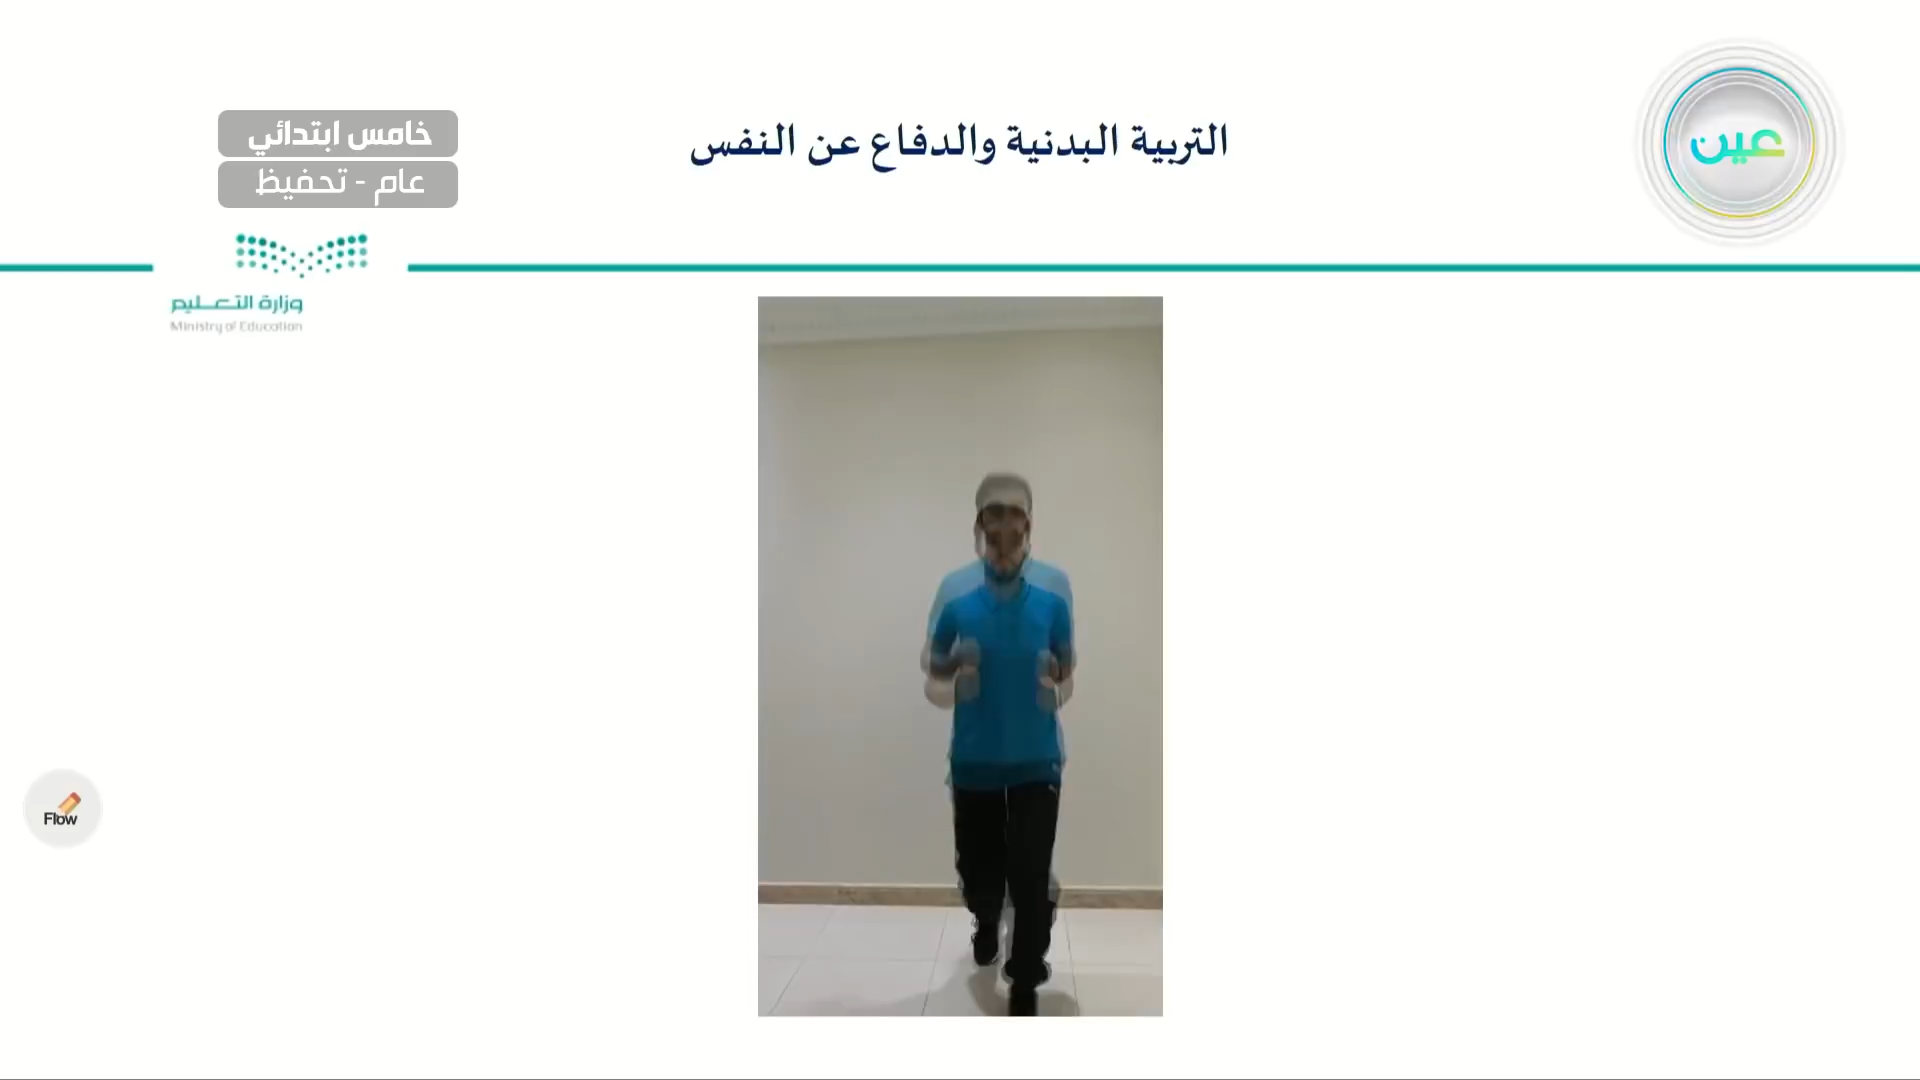 عين
التربية البدنية والدفاع عن النفس
خامس ابتدائي
عام - تحفيظ
وزارة التعليم
Ministry of Education
Flow